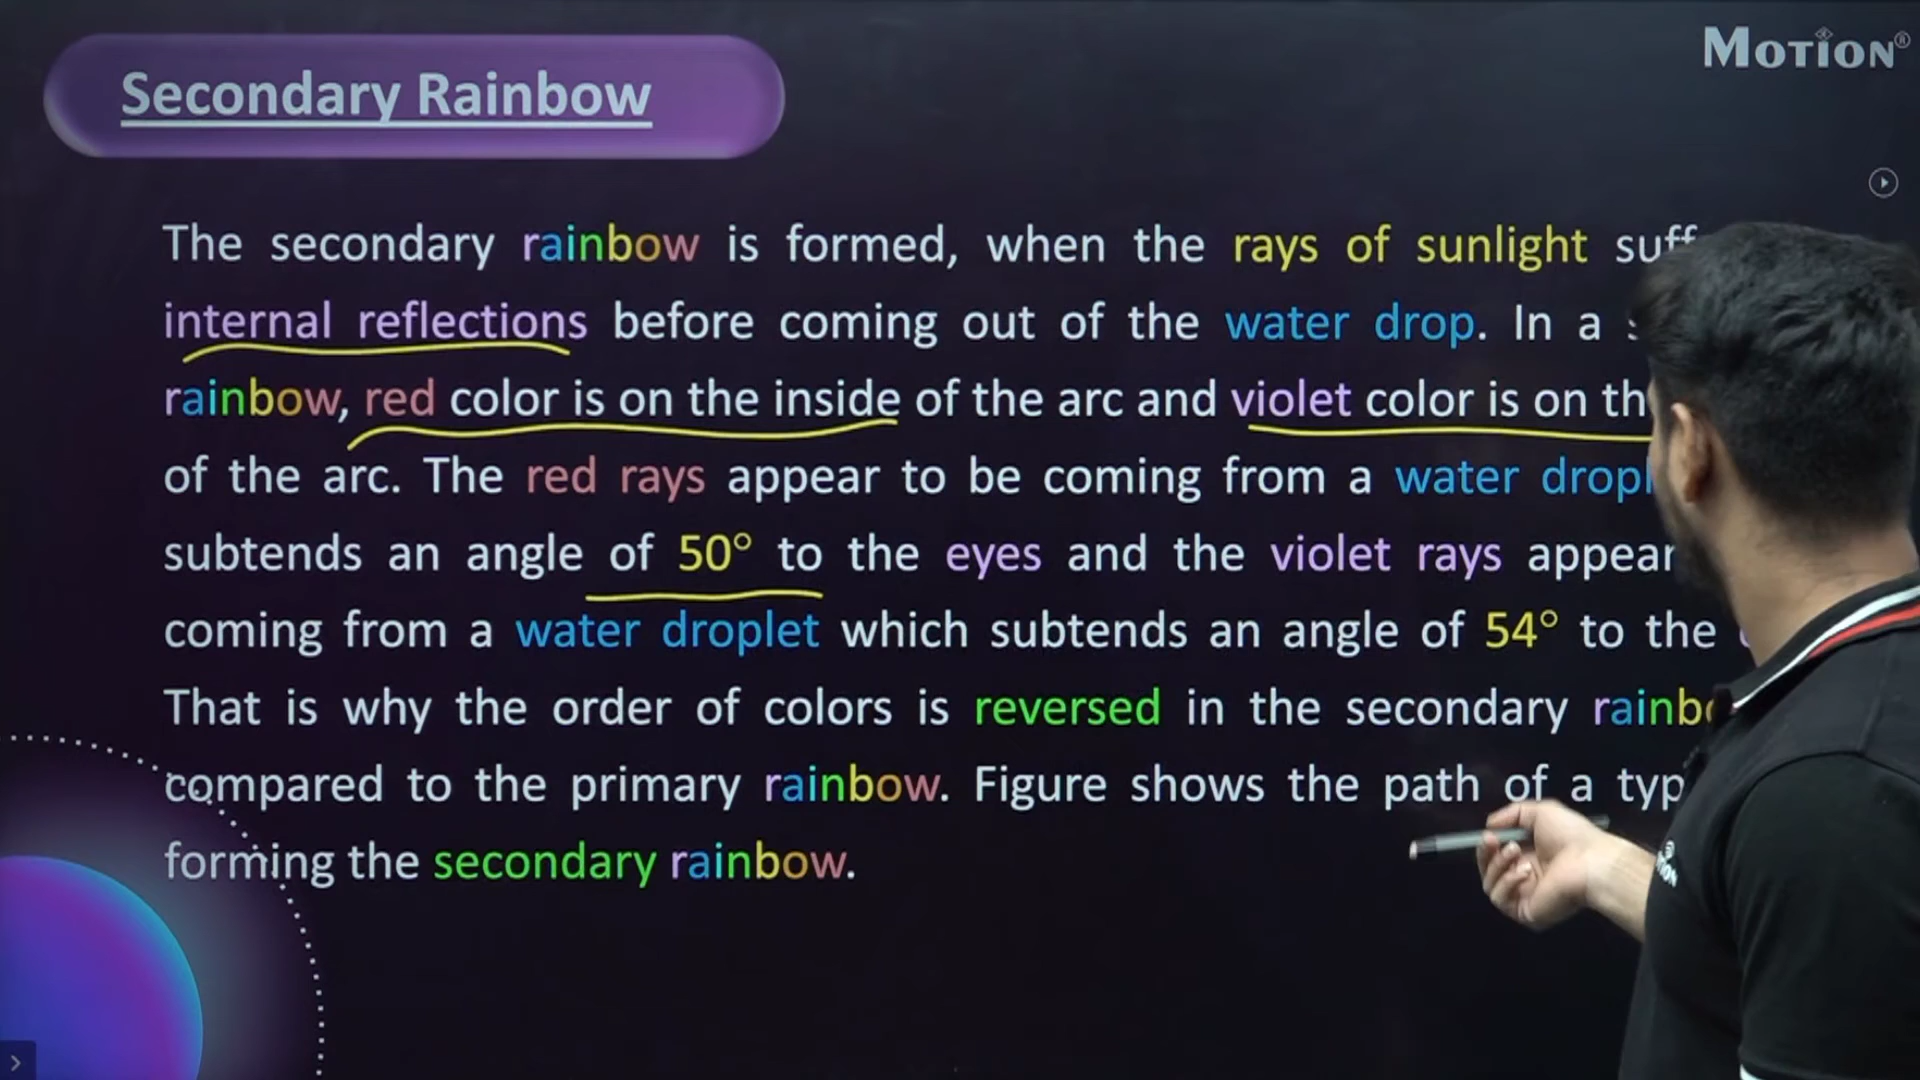 Secondary Rainbow
MOTION®
The secondary rainbow is formed, when the rays of sunlight
internal reflections before coming out of the water drop. In a
rainbow, red color is on the inside of the arc and violet color is on
of the arc. The red rays appear to be coming from a water
subtends an angle of 50° to the eyes and the violet rays appear
coming from a water droplet which subtends an angle of 54° to the
That is why the order of colors is reversed in the secondary
compared to the primary rainbow. Figure shows the path of a
forming the secondary rainbow.